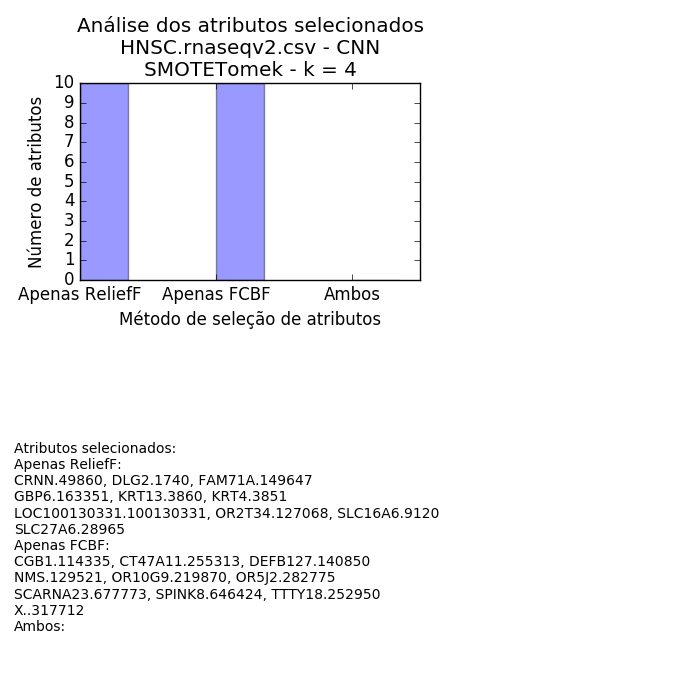 Análise dos atributos selecionados
HNSC.rnaseqv2.csv - CNN
SMOTETomek - k = 4
10
9
8
7
6
5
4
3
2
1
0
Número de atributos
Apenas ReliefF Apenas FCBF Ambos
Método de seleção de atributos
Atributos selecionados:
Apenas ReliefF:
CRNN.49860, DLG2.1740, FAM71A.149647
GBP6.163351, KRT13.3860, KRT4.3851
LOC100130331.100130331, OR2T34.127068, SLC16A6.9120
SLC27A6.28965
Apenas FCBF:
CGB1.114335, CT47A11.255313, DEFB127.140850
NMS.129521, OR10G9.219870, OR5J2.282775
SCARNA23.677773, SPINK8.646424, TTTY18.252950
X..317712
Ambos: